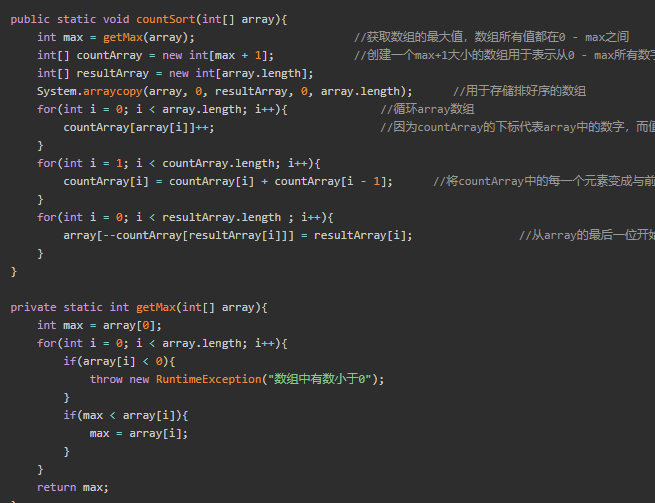 public static void countSort(int[] array){
    int max = getMax(array);                        //获取数组的最大值，数组所有值都在0 - max之间
    int[] countArray = new int[max + 1];            //创建一个max+1大小的数组用于表示从0 - max所有数字
    int[] resultArray = new int[array.length];
    System.arraycopy(array, 0, resultArray, 0, array.length);      //用于存储排好序的数组
    for(int i = 0; i < array.length; i++){              //循环array数组
        countArray[array[i]]++;                         //因为countArray的下标代表array中的数字，而值
    }
    for(int i = 1; i < countArray.length; i++){
        countArray[i] = countArray[i] + countArray[i - 1];      //将countArray中的每一个元素变成与前
    }
    for(int i = 0; i < resultArray.length ; i++){
        array[--countArray[resultArray[i]]] = resultArray[i];                //从array的最后一位开始
    }
}
private static int getMax(int[] array){
    int max = array[0];
    for(int i = 0; i < array.length; i++){
        if(array[i] < 0){
            throw new RuntimeException("数组中有数小于0");
        }
        if(max < array[i]){
            max = array[i];
        }
    }
    return max;